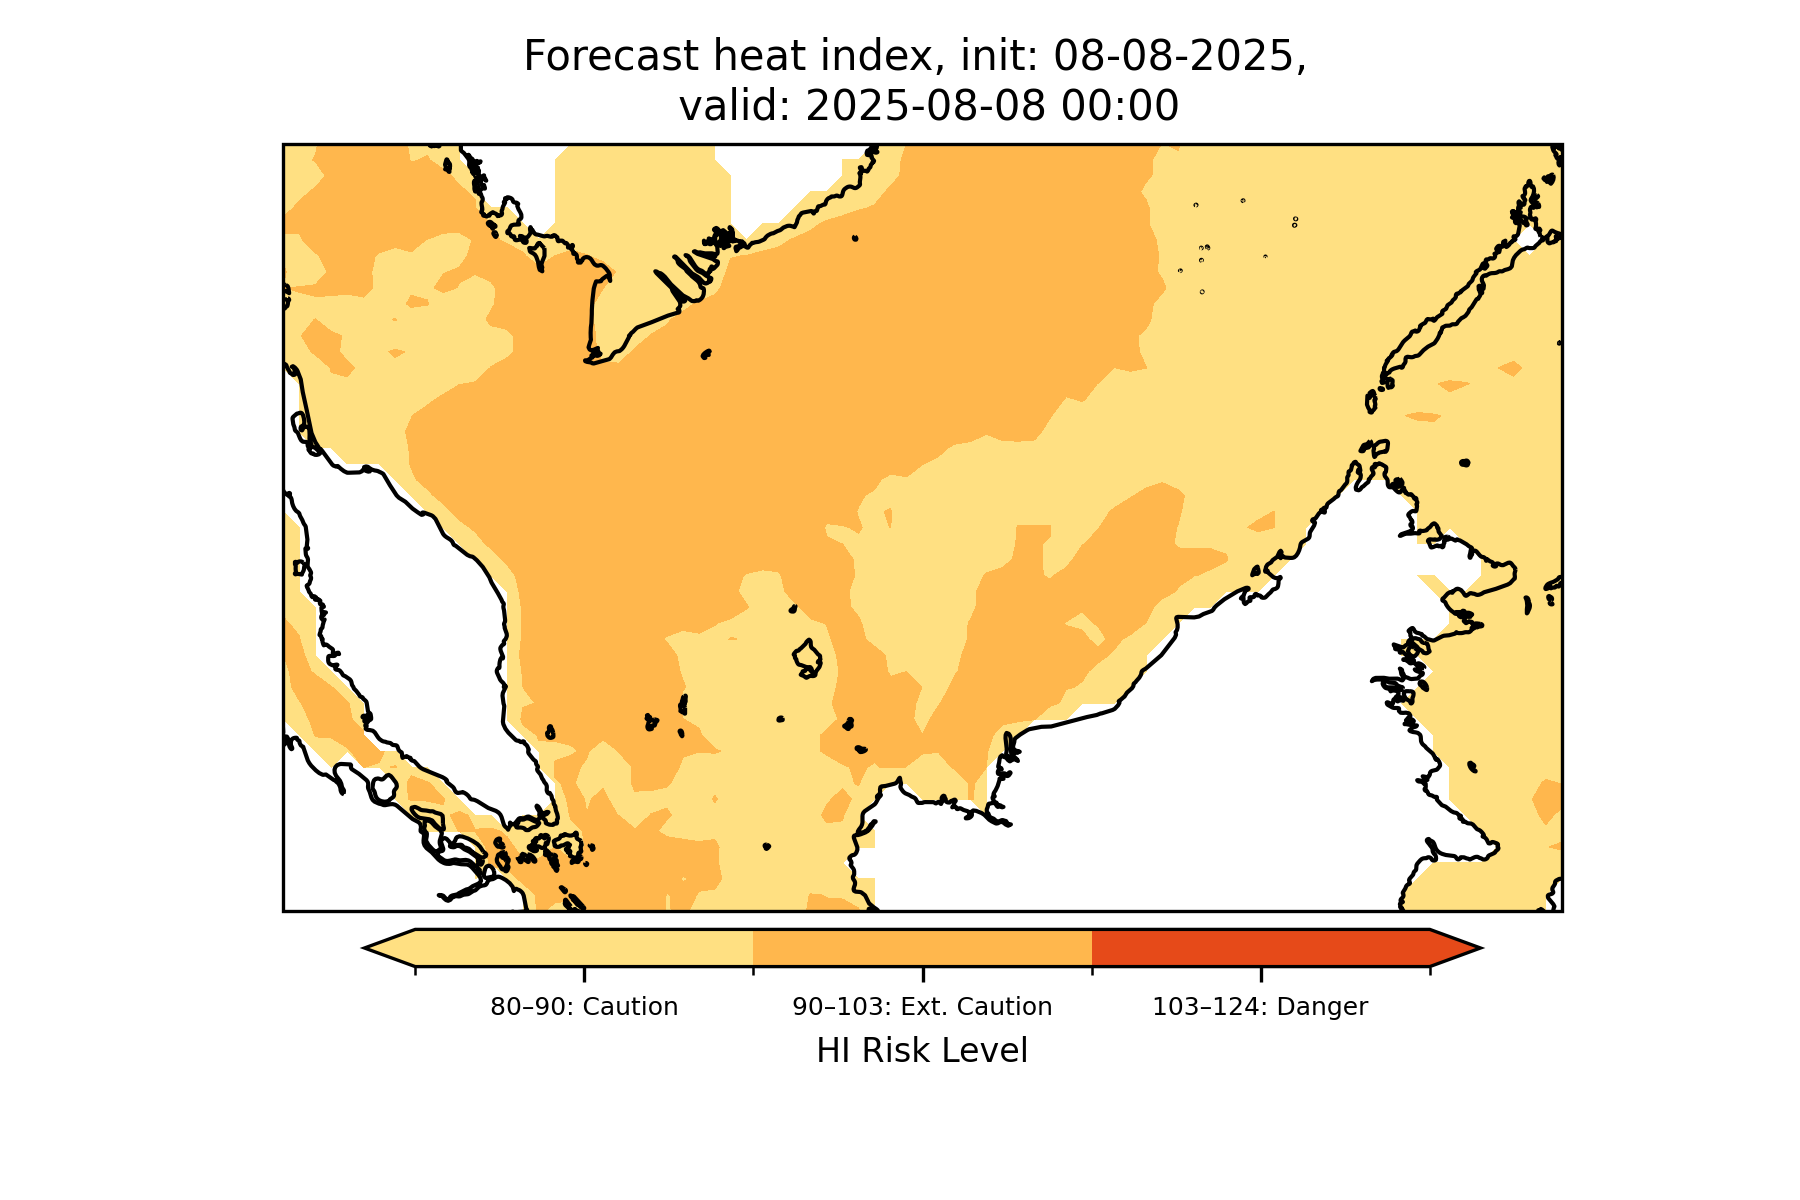 Forecast heat index, init: 08-08-2025,
valid: 2025-08-08 00:00
80–90: Caution
90–103: Ext. Caution
103–124: Danger
HI Risk Level